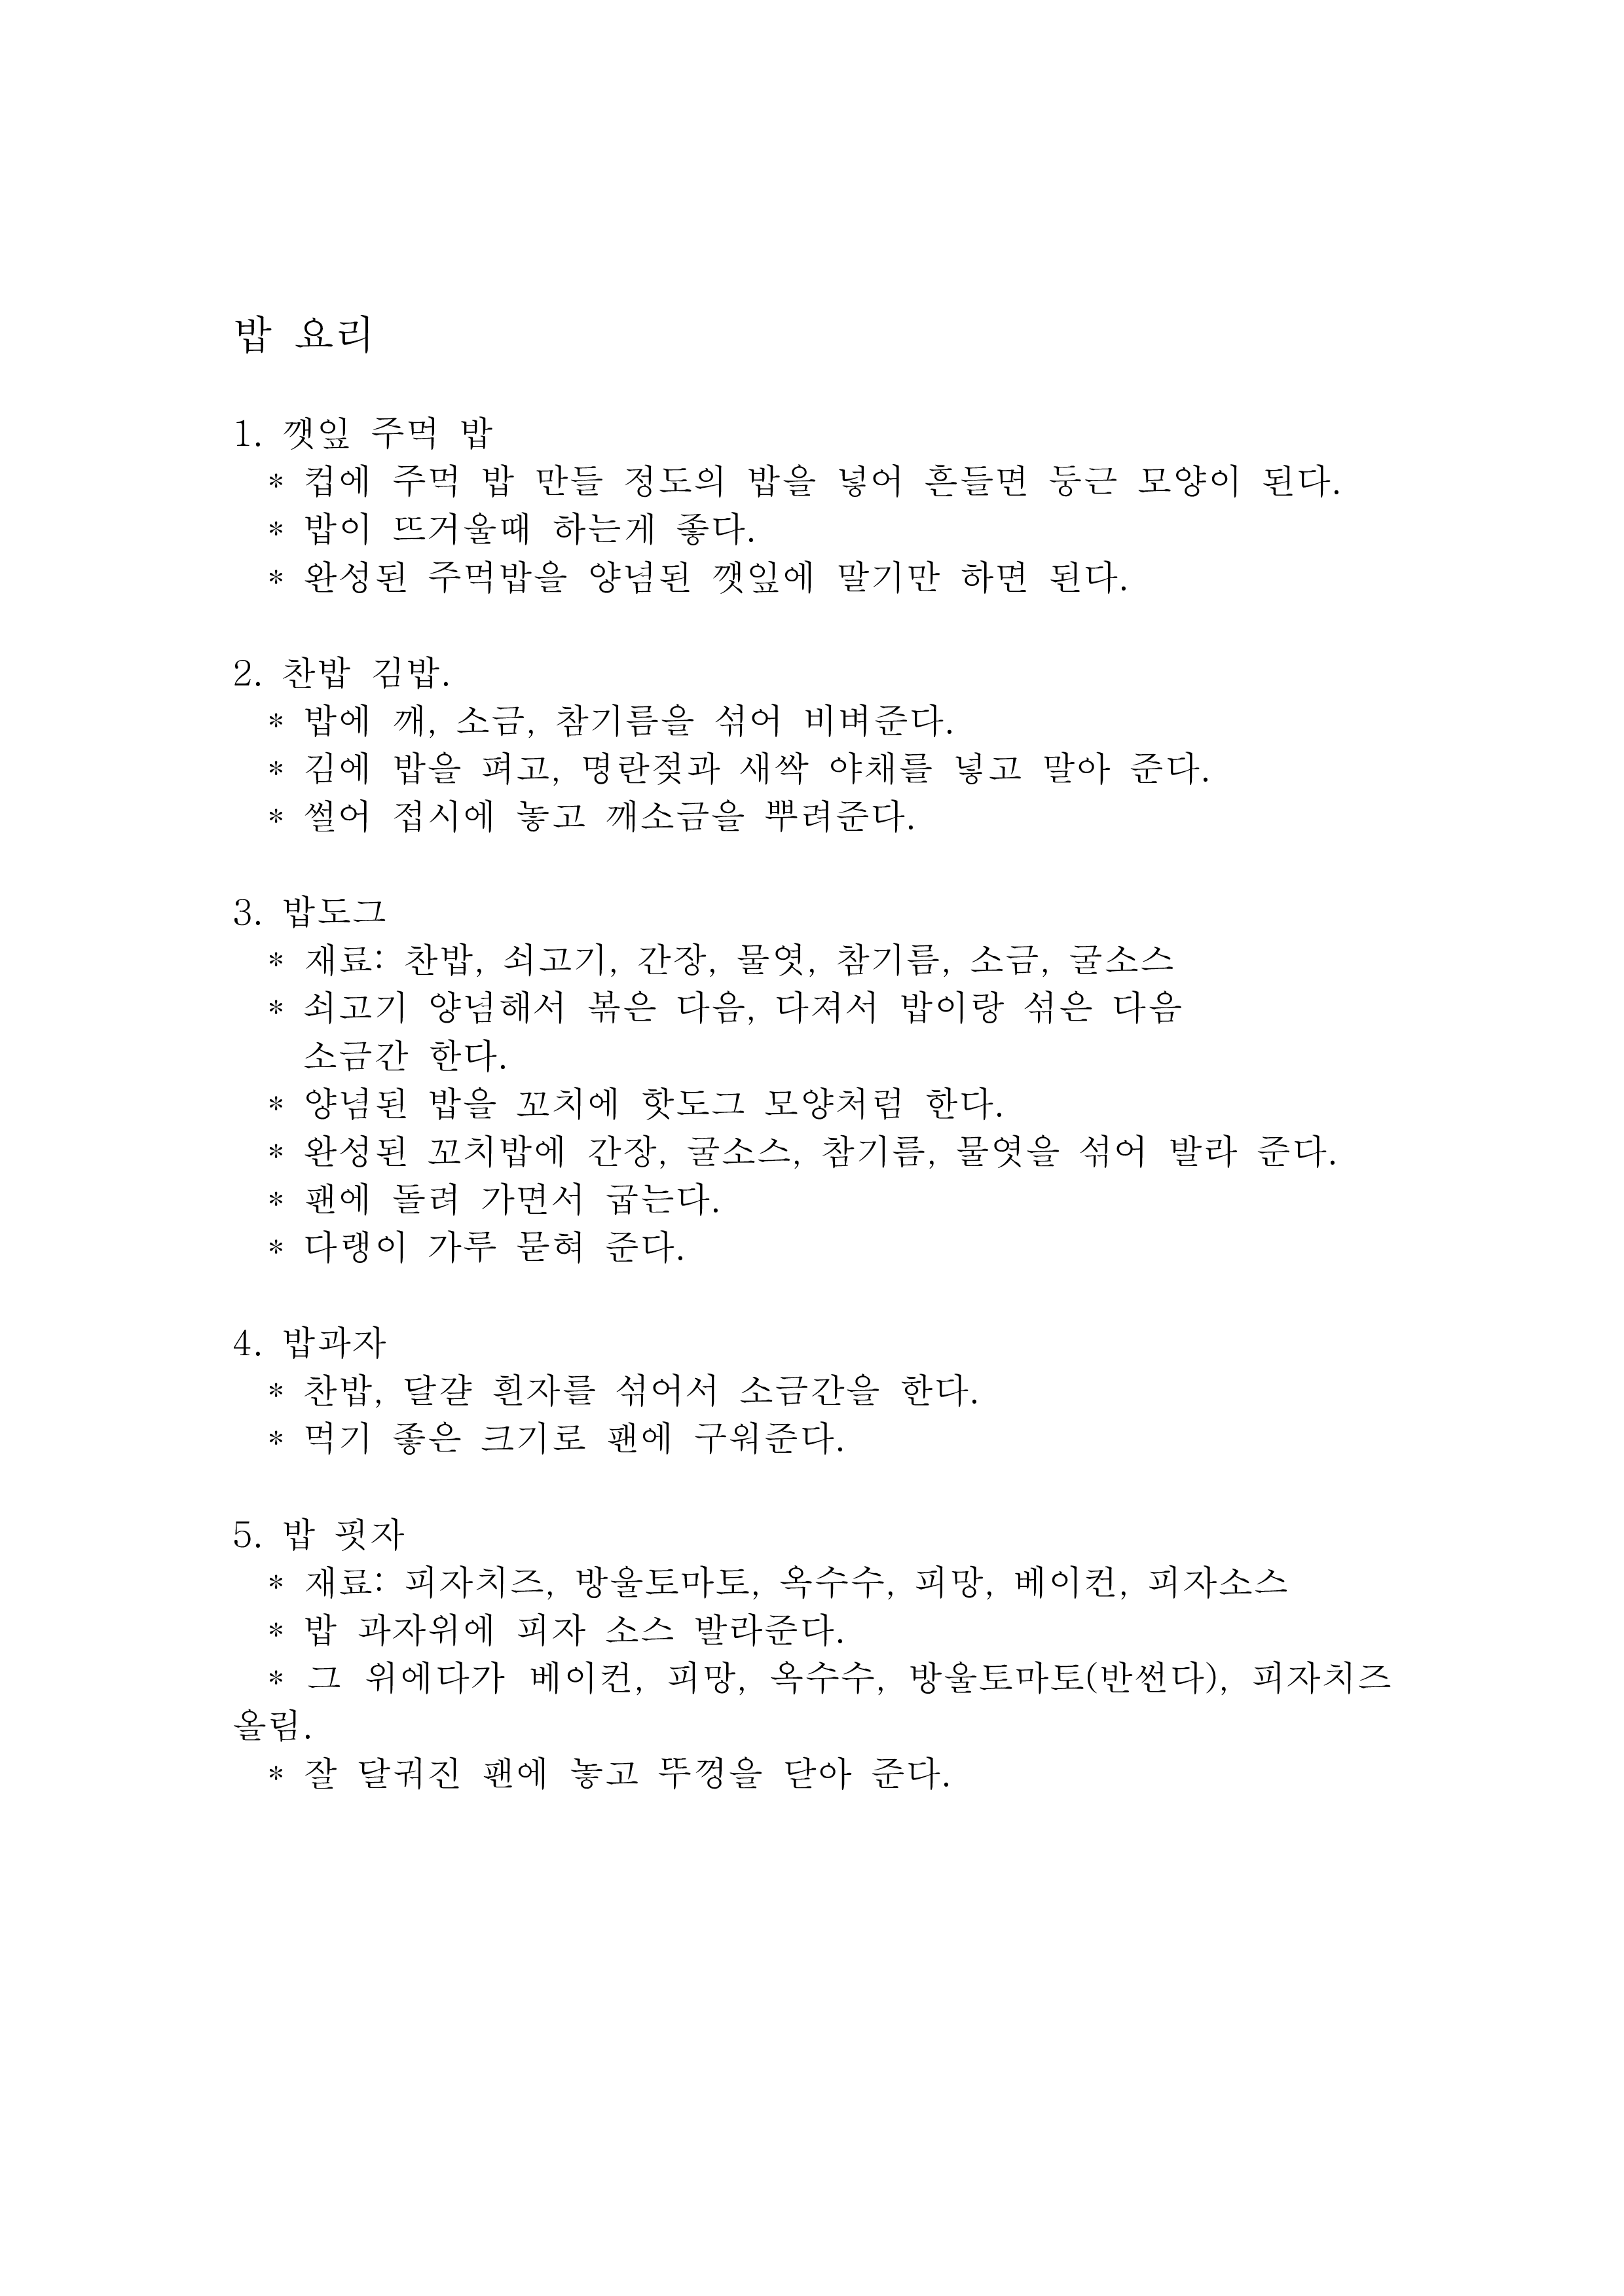 밥 요리
1. 깻잎 주먹 밥
* 컵에 주먹 밥 만들 정도의 밥을 넣어 흔들면 둥근 모양이 된다.
* 밥이 뜨거울때 하는게 좋다.
* 완성된 주먹밥을 양념된 깻잎에 말기만 하면 된다.
2. 찬밥 김밥.
* 밥에 깨, 소금, 참기름을 섞어 비벼준다.
* 김에 밥을 펴고, 명란젖과 새싹 야채를 넣고 말아 준다.
* 썰어 접시에 놓고 깨소금을 뿌려준다.
3. 밥도그
* 재료: 찬밥, 쇠고기, 간장, 물엿, 참기름, 소금, 굴소스
* 쇠고기 양념해서 볶은 다음, 다져서 밥이랑 섞은 다음
소금간 한다.
* 양념된 밥을 꼬치에 핫도그 모양처럼 한다.
* 완성된 꼬치밥에 간장, 굴소스, 참기름, 물엿을 섞어 발라 준다.
* 팬에 돌려 가면서 굽는다.
* 다랭이 가루 묻혀 준다.
4. 밥과자
* 찬밥, 달걀 흰자를 섞어서 소금간을 한다.
* 먹기 좋은 크기로 팬에 구워준다.
5. 밥 핏자
* 재료: 피자치즈, 방울토마토, 옥수수, 피망, 베이컨, 피자소스
* 밥 과자위에 피자 소스 발라준다.
* 그 위에다가 베이컨, 피망, 옥수수, 방울토마토(반썬다), 피자치즈
올림.
* 잘 달궈진 팬에 놓고 뚜껑을 닫아 준다.